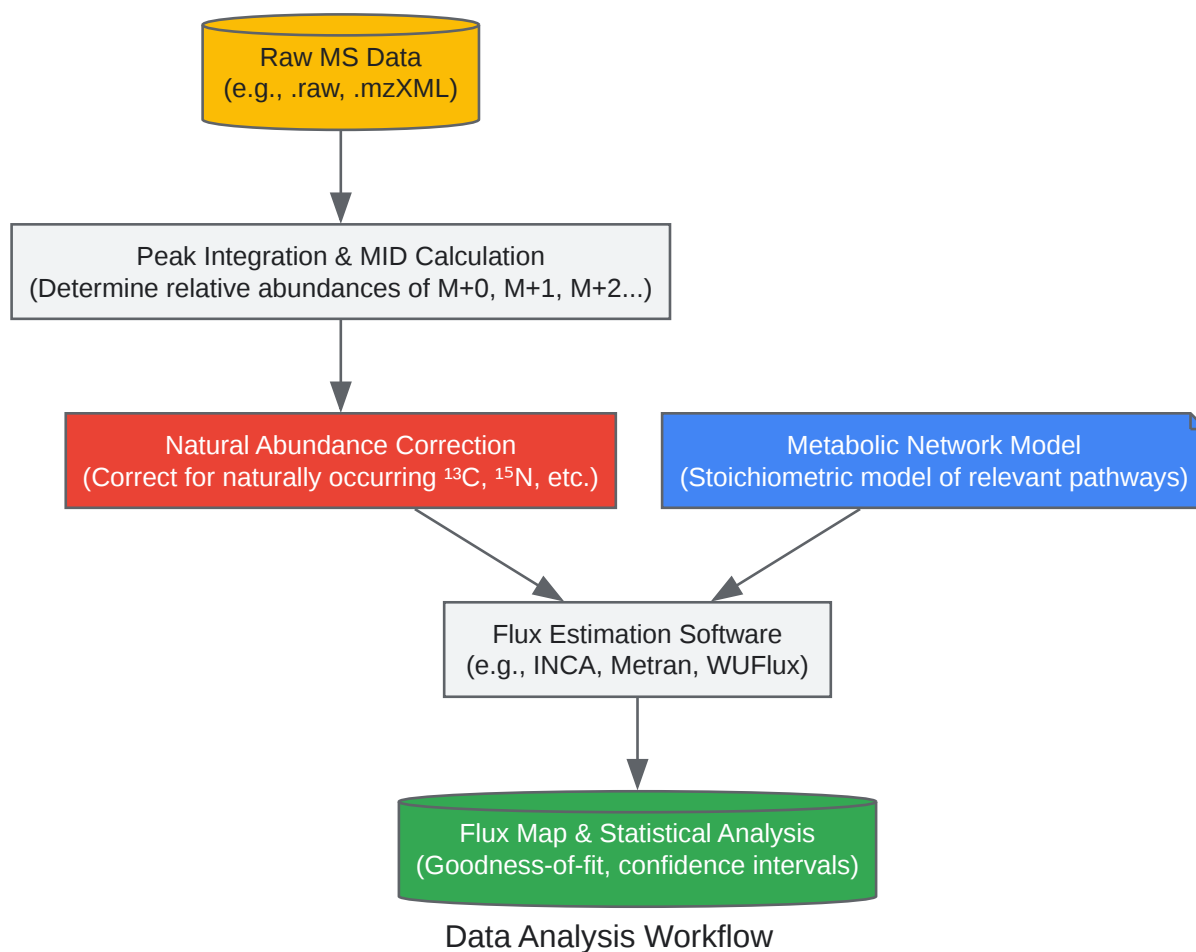 Raw MS Data
(e.g., .raw, .mzXML)
Peak Integration & MID Calculation
(Determine relative abundances of M+0, M+1, M+2...)
Natural Abundance Correction
(Correct for naturally occurring ¹³C, ¹⁵N, etc.)
Metabolic Network Model
(Stoichiometric model of relevant pathways)
Flux Estimation Software
(e.g., INCA, Metran, WUFlux)
Flux Map & Statistical Analysis
(Goodness-of-fit, confidence intervals)
Data Analysis Workflow